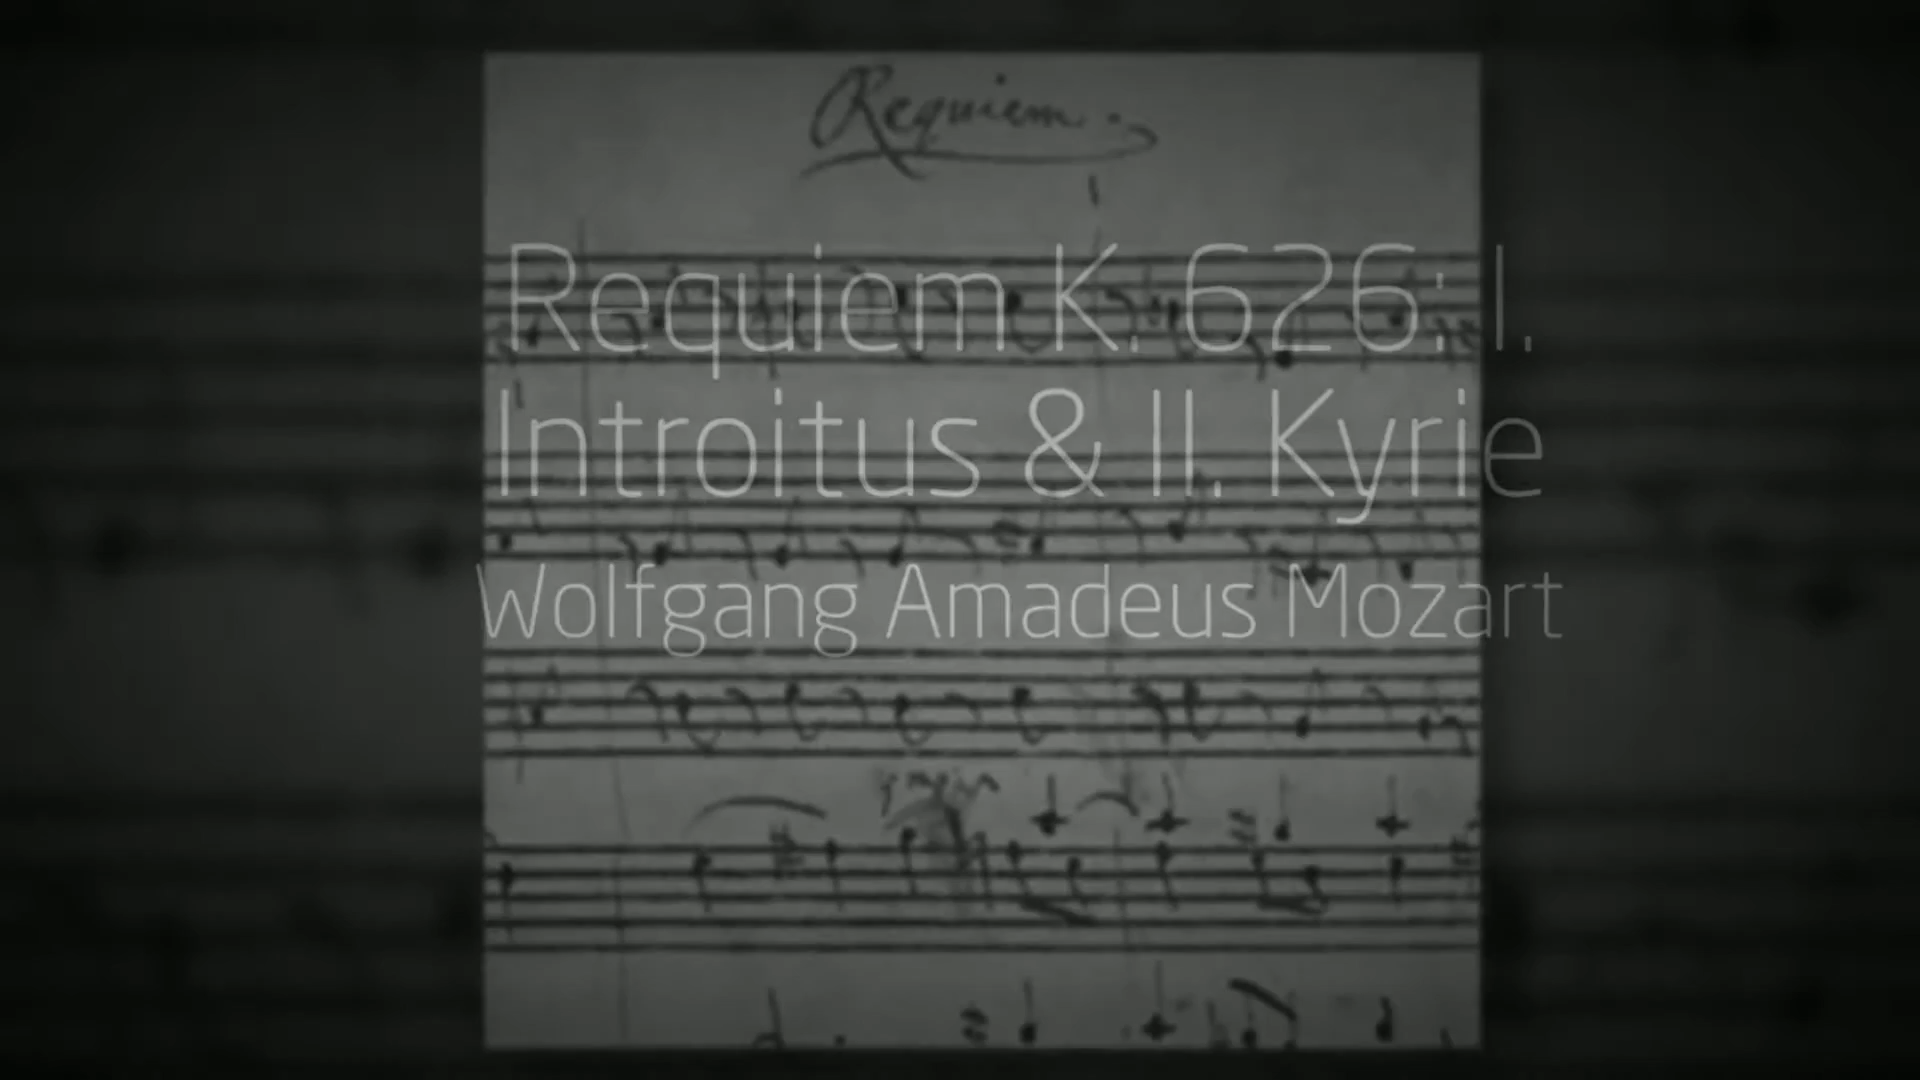 Requiem.
Requiem K. 626: I.
Introitus & II. Kyrie
Wolfgang Amadeus Mozart